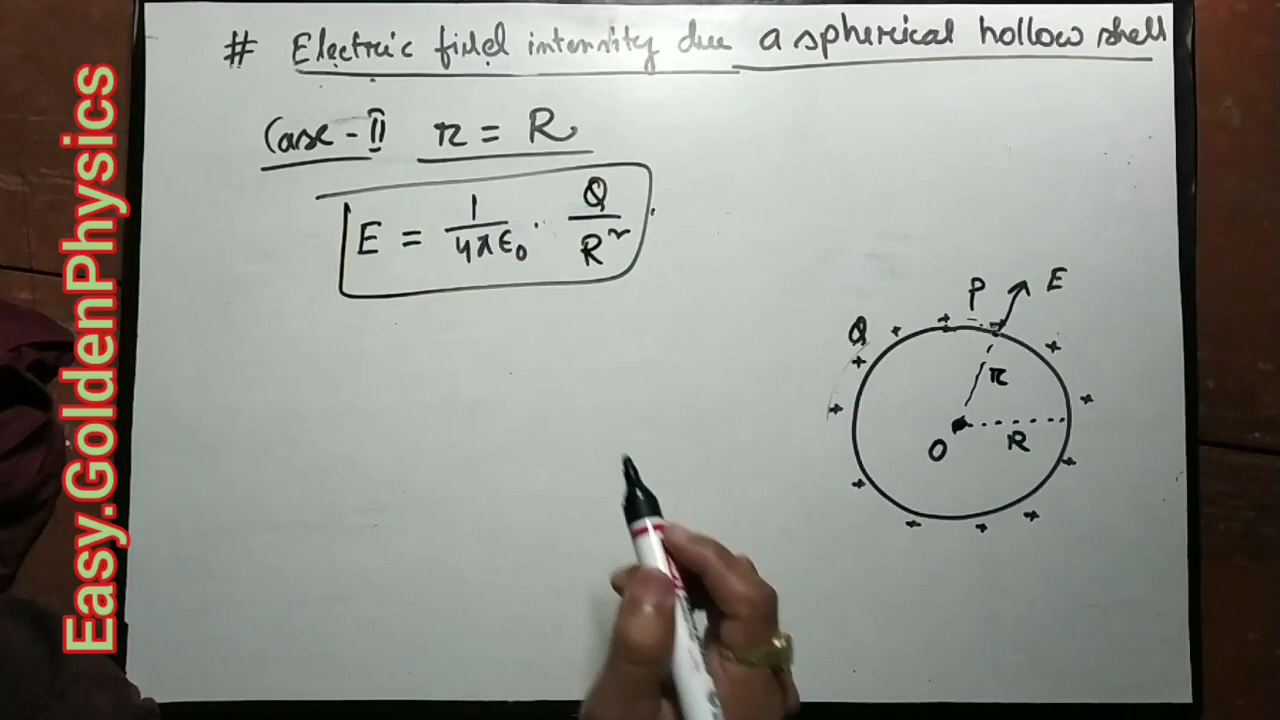 # Electric field intensity due a spherical hollow shell
Case - II r = R
E = 1/4πϵ0 · Q/R²
P E
Q
r
R
O
Easy.GoldenPhysics